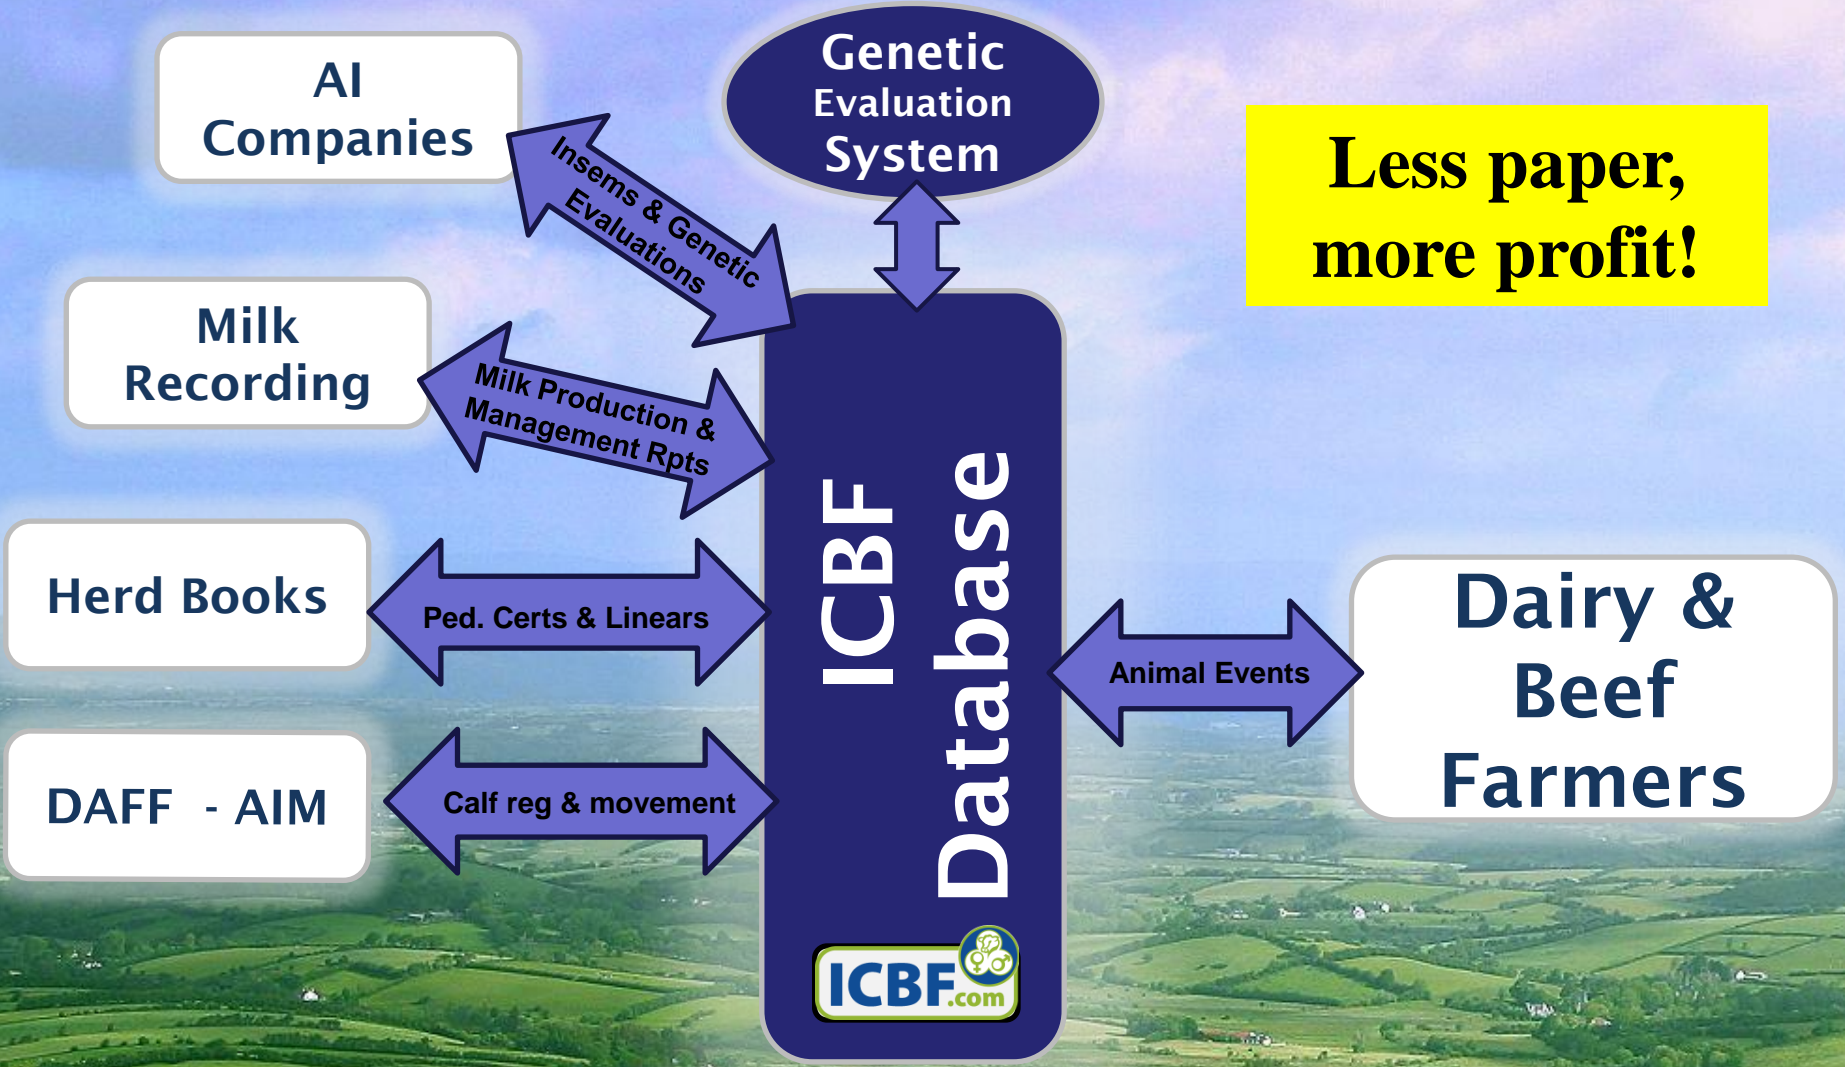 AI
Companies
Genetic
Evaluation
System
Less paper,
more profit!
Insems & Genetic
Evaluations
Milk
Recording
Milk Production &
Management Rpts
Herd Books
Ped. Certs & Linears
ICBF
Database
Animal Events
Dairy &
Beef
Farmers
DAFF - AIM
Calf reg & movement
ICBF.com